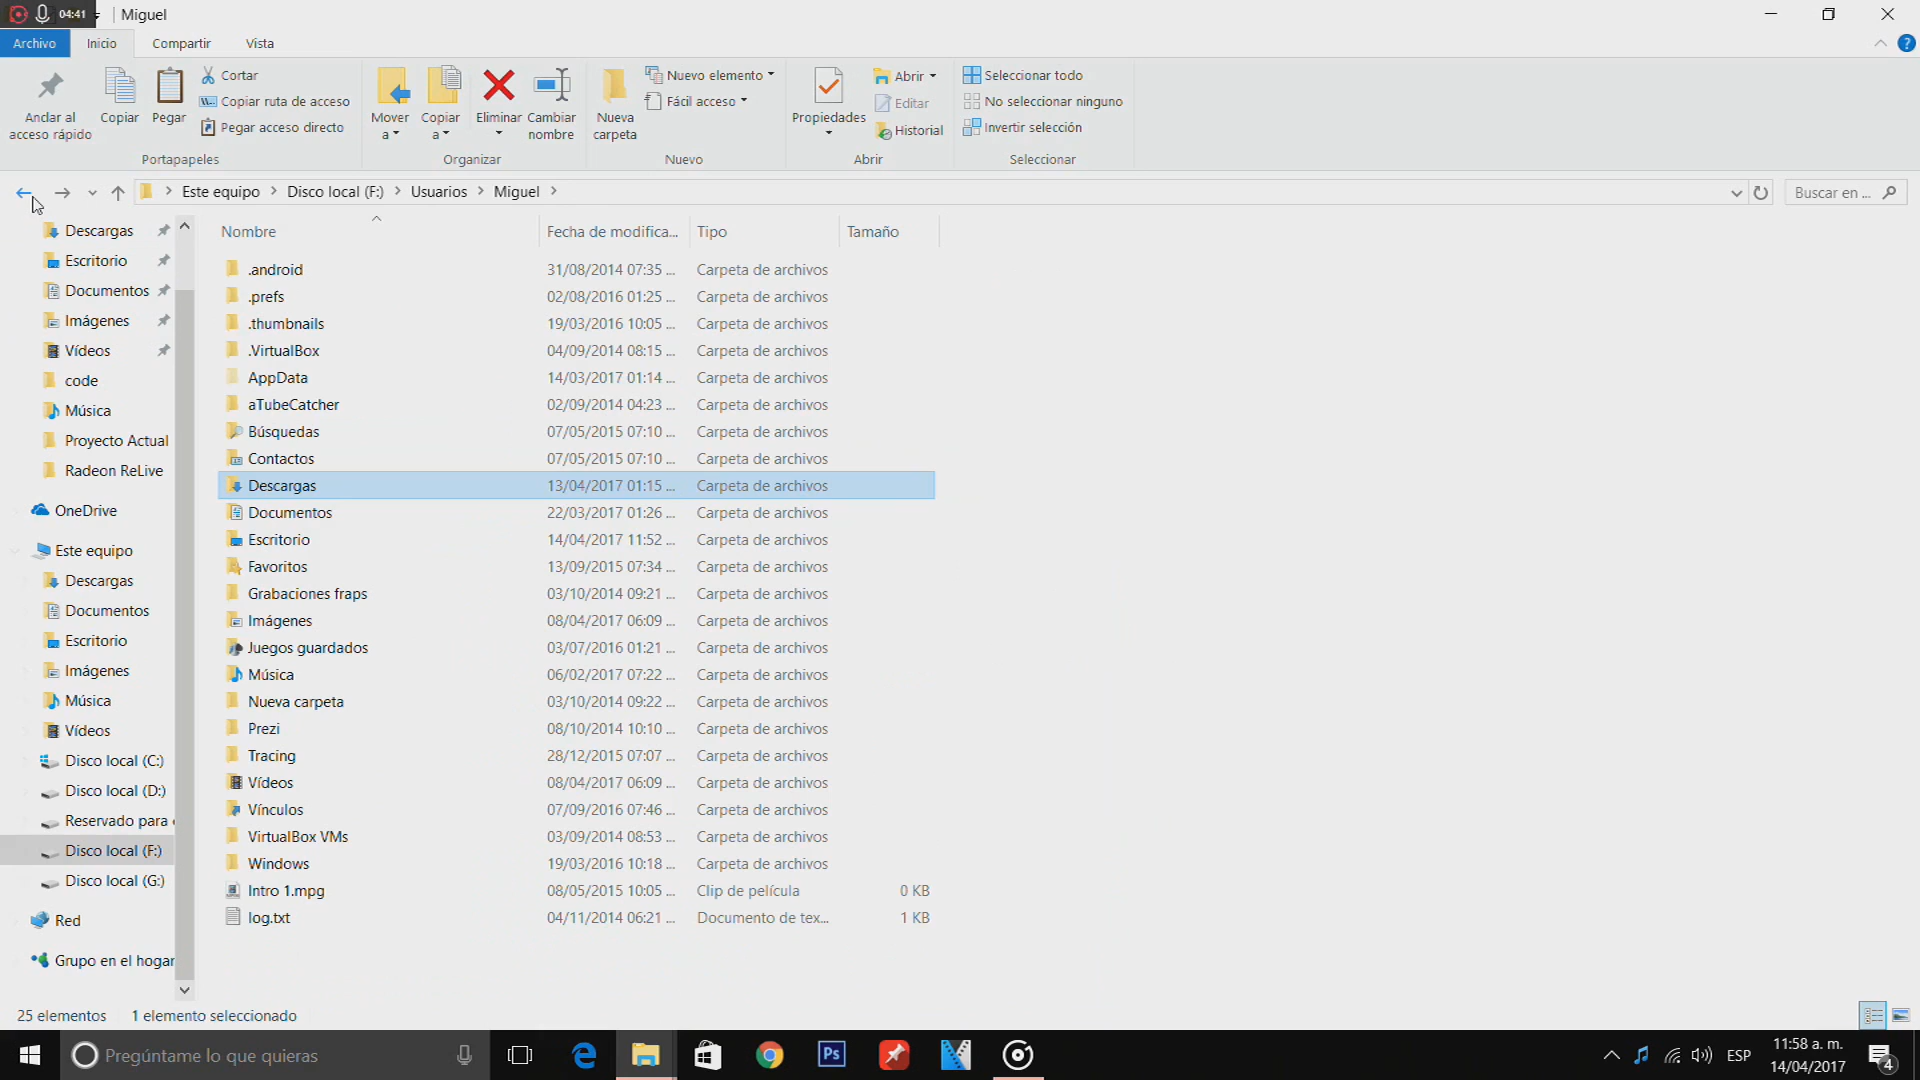 04:41 Miguel
Archivo Inicio Compartir Vista
Anclar al acceso rápido
Copiar
Pegar
Cortar
Copiar ruta de acceso
Pegar acceso directo
Portapapeles
Mover a
Copiar a
Eliminar
Cambiar nombre
Organizar
Nueva carpeta
Nuevo elemento
Fácil acceso
Nuevo
Propiedades
Abrir
Editar
Historial
Abrir
Seleccionar todo
No seleccionar ninguno
Invertir selección
Seleccionar
Este equipo > Disco local (F:) > Usuarios > Miguel >
Buscar en ...
Descargas
Escritorio
Documentos
Imágenes
Vídeos
code
Música
Proyecto Actual
Radeon ReLive
OneDrive
Este equipo
Descargas
Documentos
Escritorio
Imágenes
Música
Vídeos
Disco local (C:)
Disco local (D:)
Reservado para
Disco local (F:)
Disco local (G:)
Red
Grupo en el hogar
Nombre Fecha de modifica... Tipo Tamaño
.android 31/08/2014 07:35 ... Carpeta de archivos
.prefs 02/08/2016 01:25 ... Carpeta de archivos
.thumbnails 19/03/2016 10:05 ... Carpeta de archivos
.VirtualBox 04/09/2014 08:15 ... Carpeta de archivos
AppData 14/03/2017 01:14 ... Carpeta de archivos
aTubeCatcher 02/09/2014 04:23 ... Carpeta de archivos
Búsquedas 07/05/2015 07:10 ... Carpeta de archivos
Contactos 07/05/2015 07:10 ... Carpeta de archivos
Descargas 13/04/2017 01:15 ... Carpeta de archivos
Documentos 22/03/2017 01:26 ... Carpeta de archivos
Escritorio 14/04/2017 11:52 ... Carpeta de archivos
Favoritos 13/09/2015 07:34 ... Carpeta de archivos
Grabaciones fraps 03/10/2014 09:21 ... Carpeta de archivos
Imágenes 08/04/2017 06:09 ... Carpeta de archivos
Juegos guardados 03/07/2016 01:21 ... Carpeta de archivos
Música 06/02/2017 07:22 ... Carpeta de archivos
Nueva carpeta 03/10/2014 09:22 ... Carpeta de archivos
Prezi 08/10/2014 10:10 ... Carpeta de archivos
Tracing 28/12/2015 07:07 ... Carpeta de archivos
Vídeos 08/04/2017 06:09 ... Carpeta de archivos
Vínculos 07/09/2016 07:46 ... Carpeta de archivos
VirtualBox VMs 03/09/2014 08:53 ... Carpeta de archivos
Windows 19/03/2016 10:18 ... Carpeta de archivos
Intro 1.mpg 08/05/2015 10:05 ... Clip de película 0 KB
log.txt 04/11/2014 06:21 ... Documento de tex... 1 KB
25 elementos 1 elemento seleccionado
Pregúntame lo que quieras
Ps
ESP
11:58 a. m.
14/04/2017
4